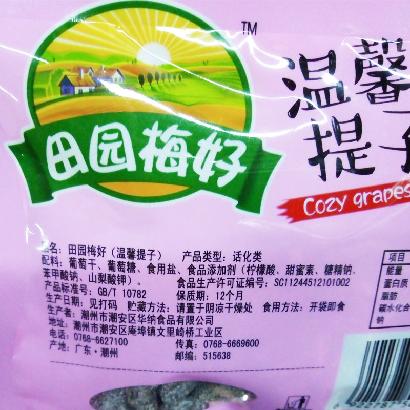 TM
田园梅好
温馨
提子
Cozy grapes
品名：田园梅好（温馨提子） 产品类型：话化类
配料：葡萄干、葡萄糖、食用盐、食品添加剂（柠檬酸、甜蜜素、糖精钠、
苯甲酸钠、山梨酸钾）。 食品生产许可证编号：SC11244512101002
产品标准号：GB/T 10782 保质期：12个月
生产日期：见打码 贮藏方法：请置于阴凉干燥处 食用方法：开袋即食
生产者：潮州市潮安区华纳食品有限公司
地址：潮州市潮安区庵埠镇文里崎桥工业区
电话：0768-6627100 传真：0768-6669600
产地：广东·潮州 邮编：515638
项目
能量
蛋白质
脂肪
碳水化合
钠